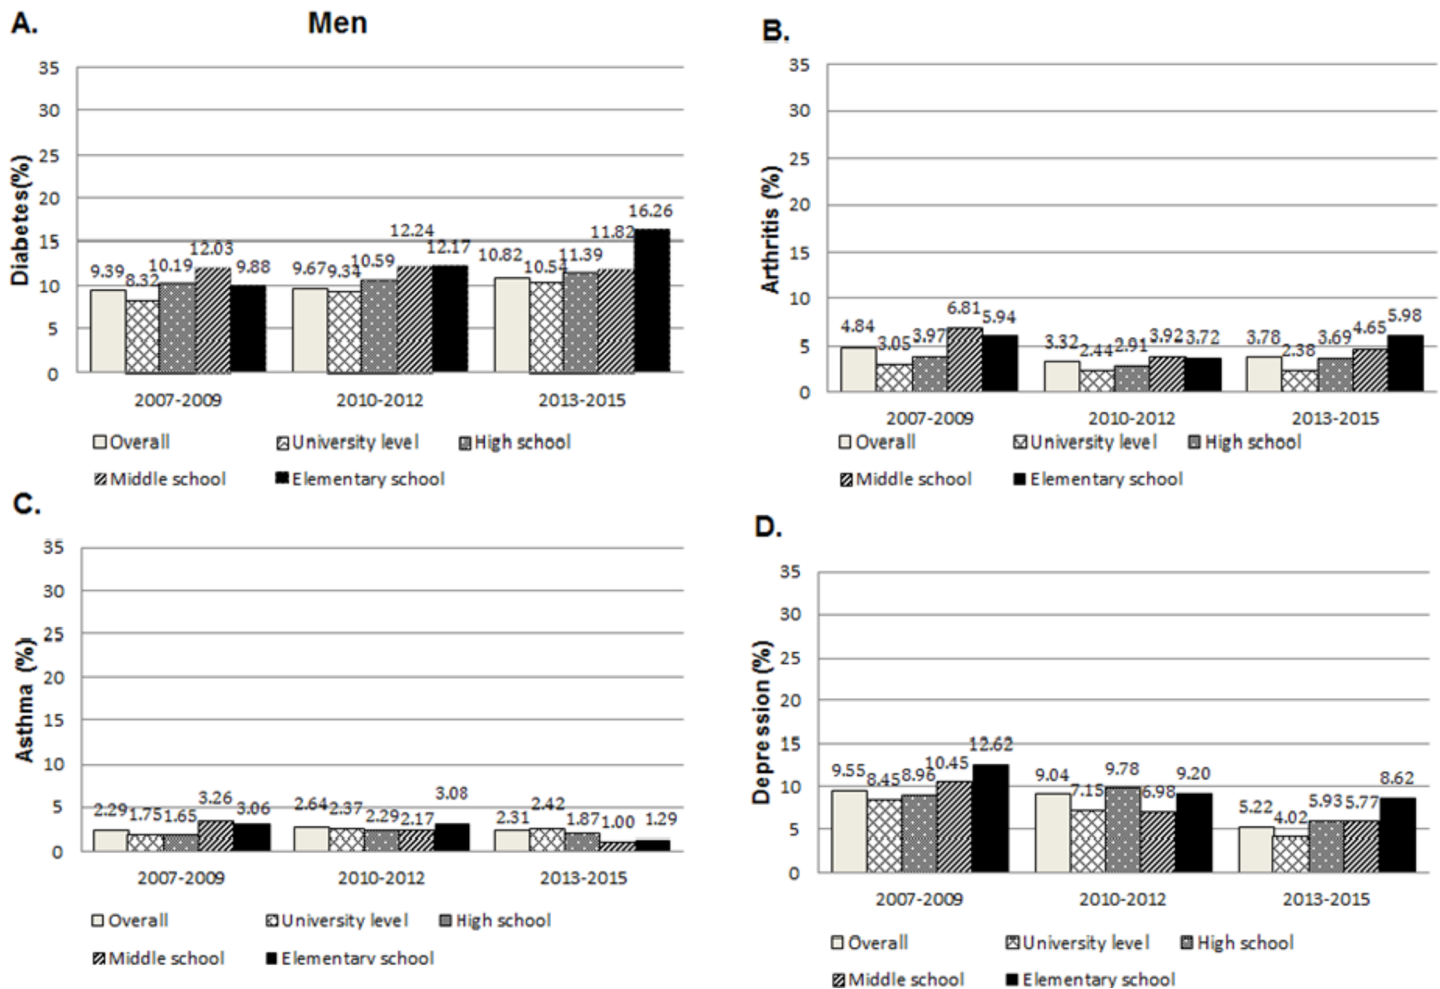 A. Men
Diabetes(%)
35
30
25
20
15
10
5
0
9.39 8.32 10.19 12.03 9.88
9.67 9.34 10.59 12.24 12.17
10.82 10.54 11.39 11.82 16.26
2007-2009 2010-2012 2013-2015
Overall University level High school
Middle school Elementary school
B.
Arthritis (%)
35
30
25
20
15
10
5
0
4.84 3.05 3.97 6.81 5.94
3.32 2.44 2.91 3.92 3.72
3.78 2.38 3.69 4.65 5.98
2007-2009 2010-2012 2013-2015
Overall University level High school
Middle school Elementary school
C.
Asthma (%)
35
30
25
20
15
10
5
0
2.29 1.75 1.65 3.26 3.06
2.64 2.37 2.29 2.17 3.08
2.31 2.42 1.87 1.00 1.29
2007-2009 2010-2012 2013-2015
Overall University level High school
Middle school Elementary school
D.
Depression (%)
35
30
25
20
15
10
5
0
9.55 8.45 8.96 10.45 12.62
9.04 7.15 9.78 6.98 9.20
5.22 4.02 5.93 5.77 8.62
2007-2009 2010-2012 2013-2015
Overall University level High school
Middle school Elementary school